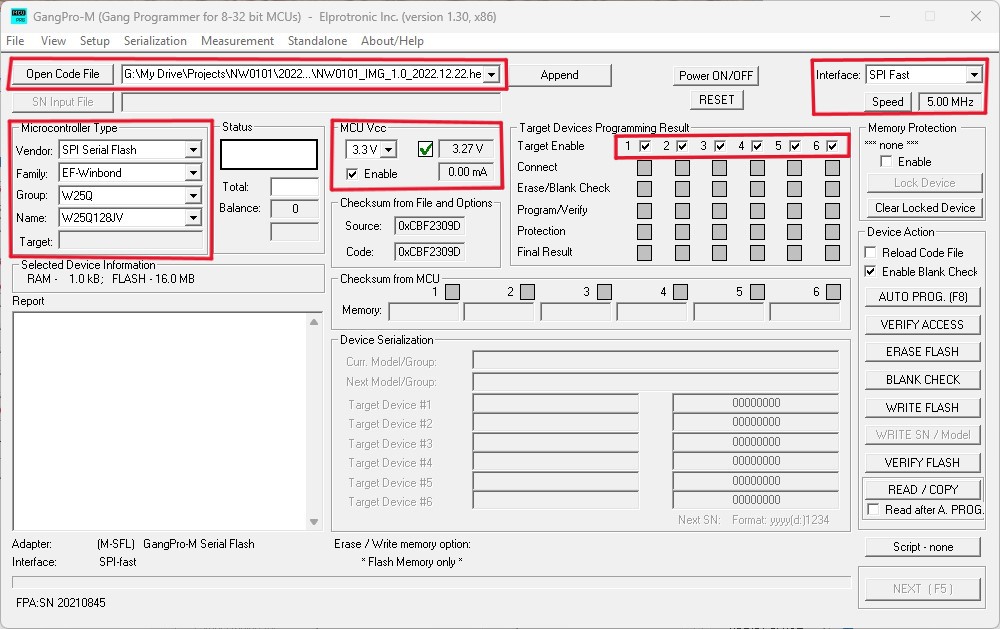 GangPro-M (Gang Programmer for 8-32 bit MCUs) - Elprotronic Inc. (version 1.30, x86)
File View Setup Serialization Measurement Standalone About/Help
Open Code File G:\My Drive\Projects\NW0101\2022...\NW0101_IMG_1.0_2022.12.22.he Append Power ON/OFF Interface: SPI Fast
SN Input File RESET Speed 5.00 MHz
Microcontroller Type
Vendor: SPI Serial Flash
Family: EF-Winbond
Group: W25Q
Name: W25Q128JV
Target:
Status
Total:
Balance: 0
MCU Vcc
3.3 V 3.27 V
Enable 0.00 mA
Checksum from File and Options
Source: 0xCBF2309D
Code: 0xCBF2309D
Target Devices Programming Result
Target Enable 1 2 3 4 5 6
Connect
Erase/Blank Check
Program/Verify
Protection
Final Result
Memory Protection
*** none ***
Enable
Lock Device
Clear Locked Device
Selected Device Information
RAM - 1.0 kB; FLASH - 16.0 MB
Report
Checksum from MCU
1 2 3 4 5 6
Memory:
Device Serialization
Curr. Model/Group:
Next Model/Group:
Target Device #1 00000000
Target Device #2 00000000
Target Device #3 00000000
Target Device #4 00000000
Target Device #5 00000000
Target Device #6 00000000
Next SN: Format: yyyy(d:)1234
Device Action
Reload Code File
Enable Blank Check
AUTO PROG. (F8)
VERIFY ACCESS
ERASE FLASH
BLANK CHECK
WRITE FLASH
WRITE SN / Model
VERIFY FLASH
READ / COPY
Read after A. PROG.
Script - none
NEXT (F5)
Adapter: (M-SFL) GangPro-M Serial Flash
Interface: SPI-fast
Erase / Write memory option:
* Flash Memory only *
FPA:SN 20210845